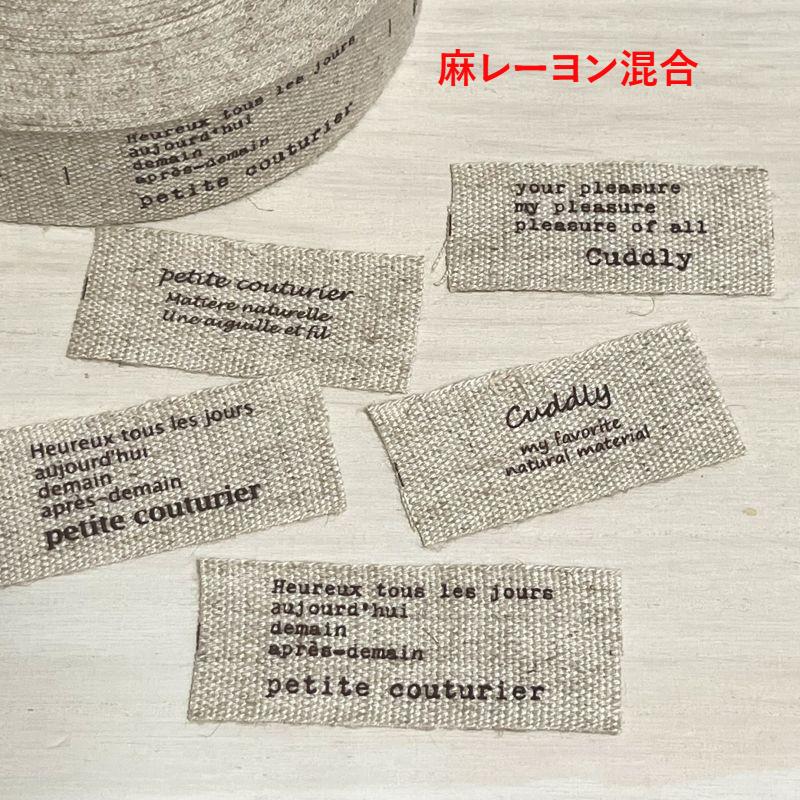 麻レーヨン混合
Heureux tous les jours
aujourd'hui
demain
après-demain
petite couturier
your pleasure
my pleasure
pleasure of all
Cuddly
petite couturier
Matière naturelle
Une aiguille et fil
Heureux tous les jours
aujourd'hui
demain
après-demain
petite couturier
Cuddly
my favorite
natural material
Heureux tous les jours
aujourd'hui
demain
après-demain
petite couturier